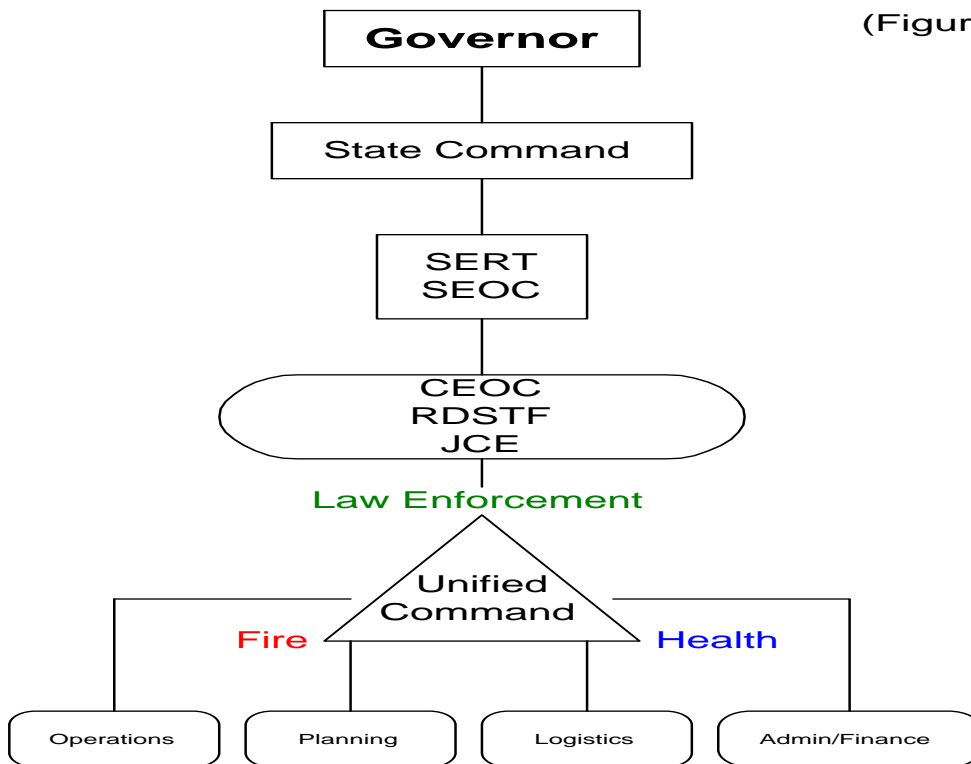 Governor
(Figur
State Command
SERT
SEOC
CEOC
RDSTF
JCE
Law Enforcement
Unified
Command
Fire
Health
Operations
Planning
Logistics
Admin/Finance